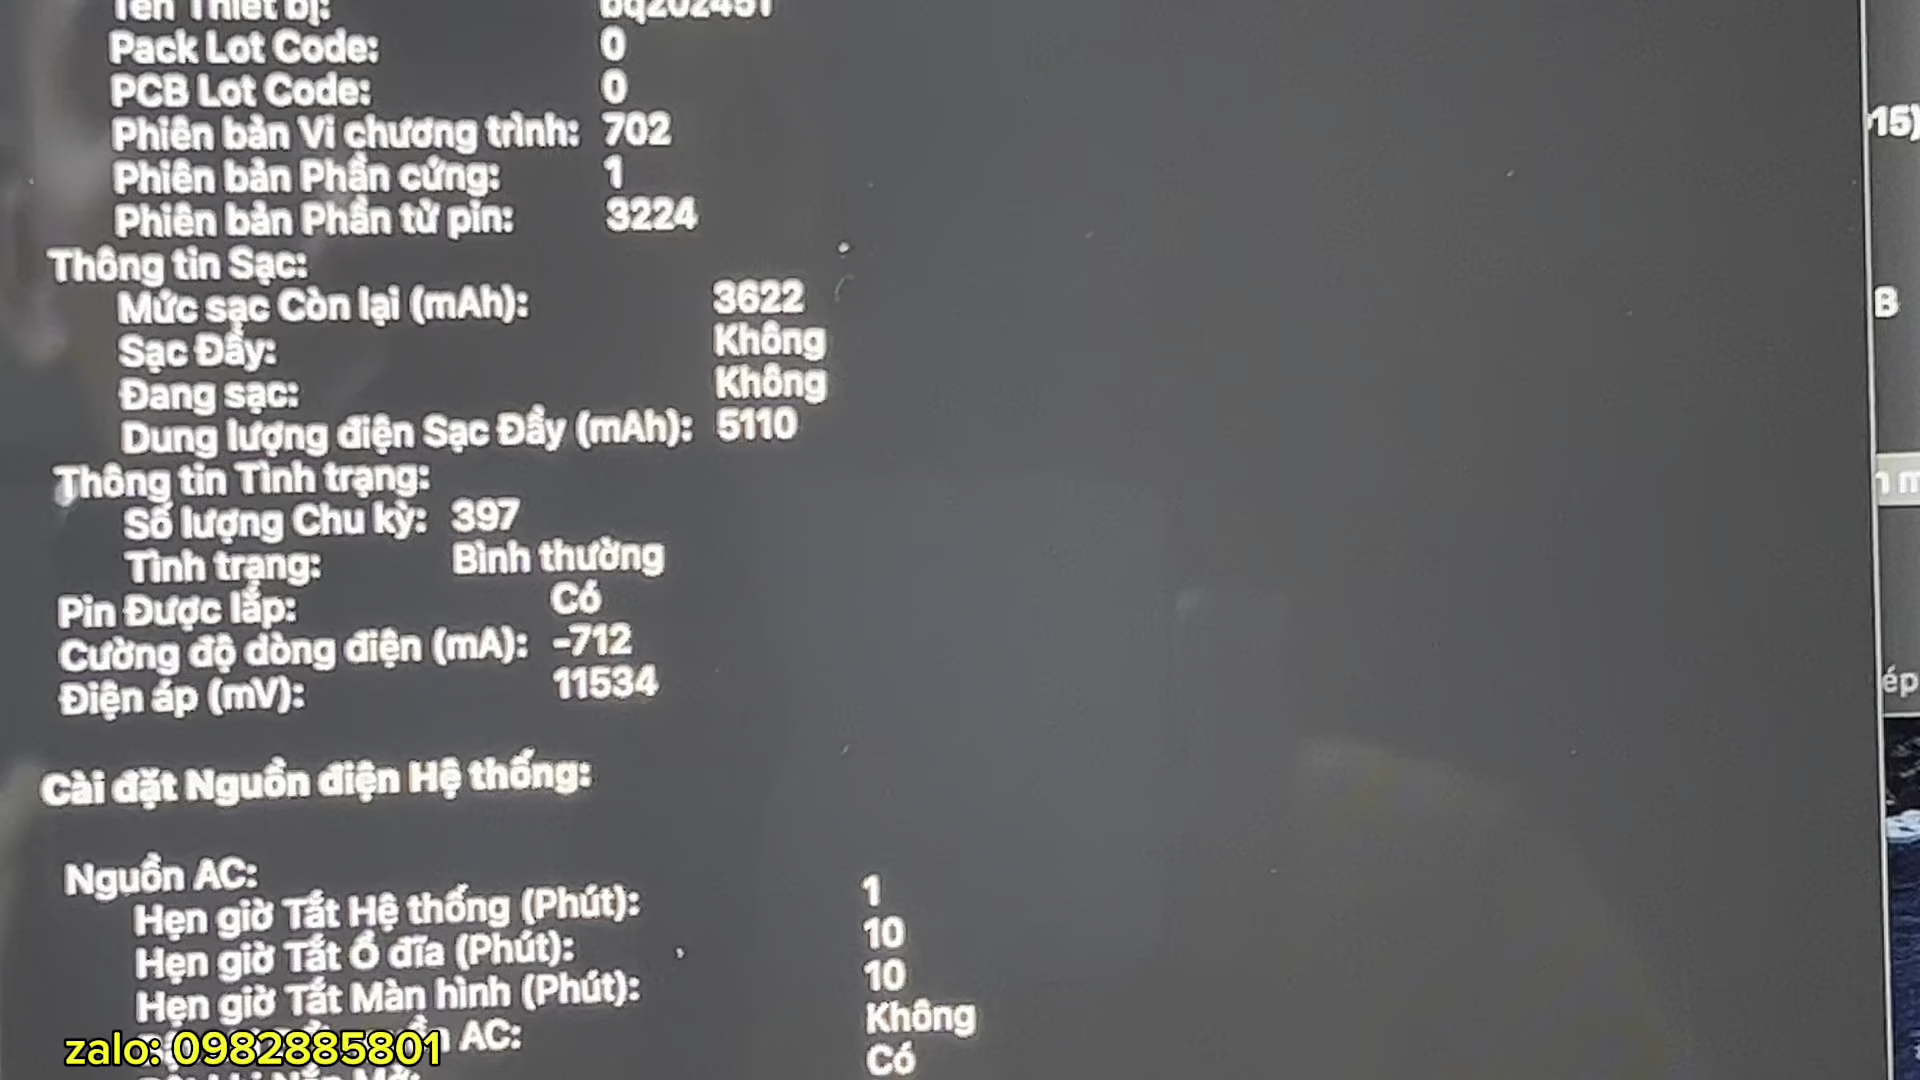 Tên Thiết bị: bq20z451
Pack Lot Code: 0
PCB Lot Code: 0
Phiên bản Vi chương trình: 702
Phiên bản Phần cứng: 1
Phiên bản Phần tử pin: 3224
Thông tin Sạc:
Mức sạc Còn lại (mAh): 3622
Sạc Đầy: Không
Đang sạc: Không
Dung lượng điện Sạc Đầy (mAh): 5110
Thông tin Tình trạng:
Số lượng Chu kỳ: 397
Tình trạng: Bình thường
Pin Được lắp: Có
Cường độ dòng điện (mA): -712
Điện áp (mV): 11534
Cài đặt Nguồn điện Hệ thống:
Nguồn AC:
Hẹn giờ Tắt Hệ thống (Phút): 1
Hẹn giờ Tắt Ổ đĩa (Phút): 10
Hẹn giờ Tắt Màn hình (Phút): 10
AC: Không
Có
zalo: 0982885801
15)
B
ép